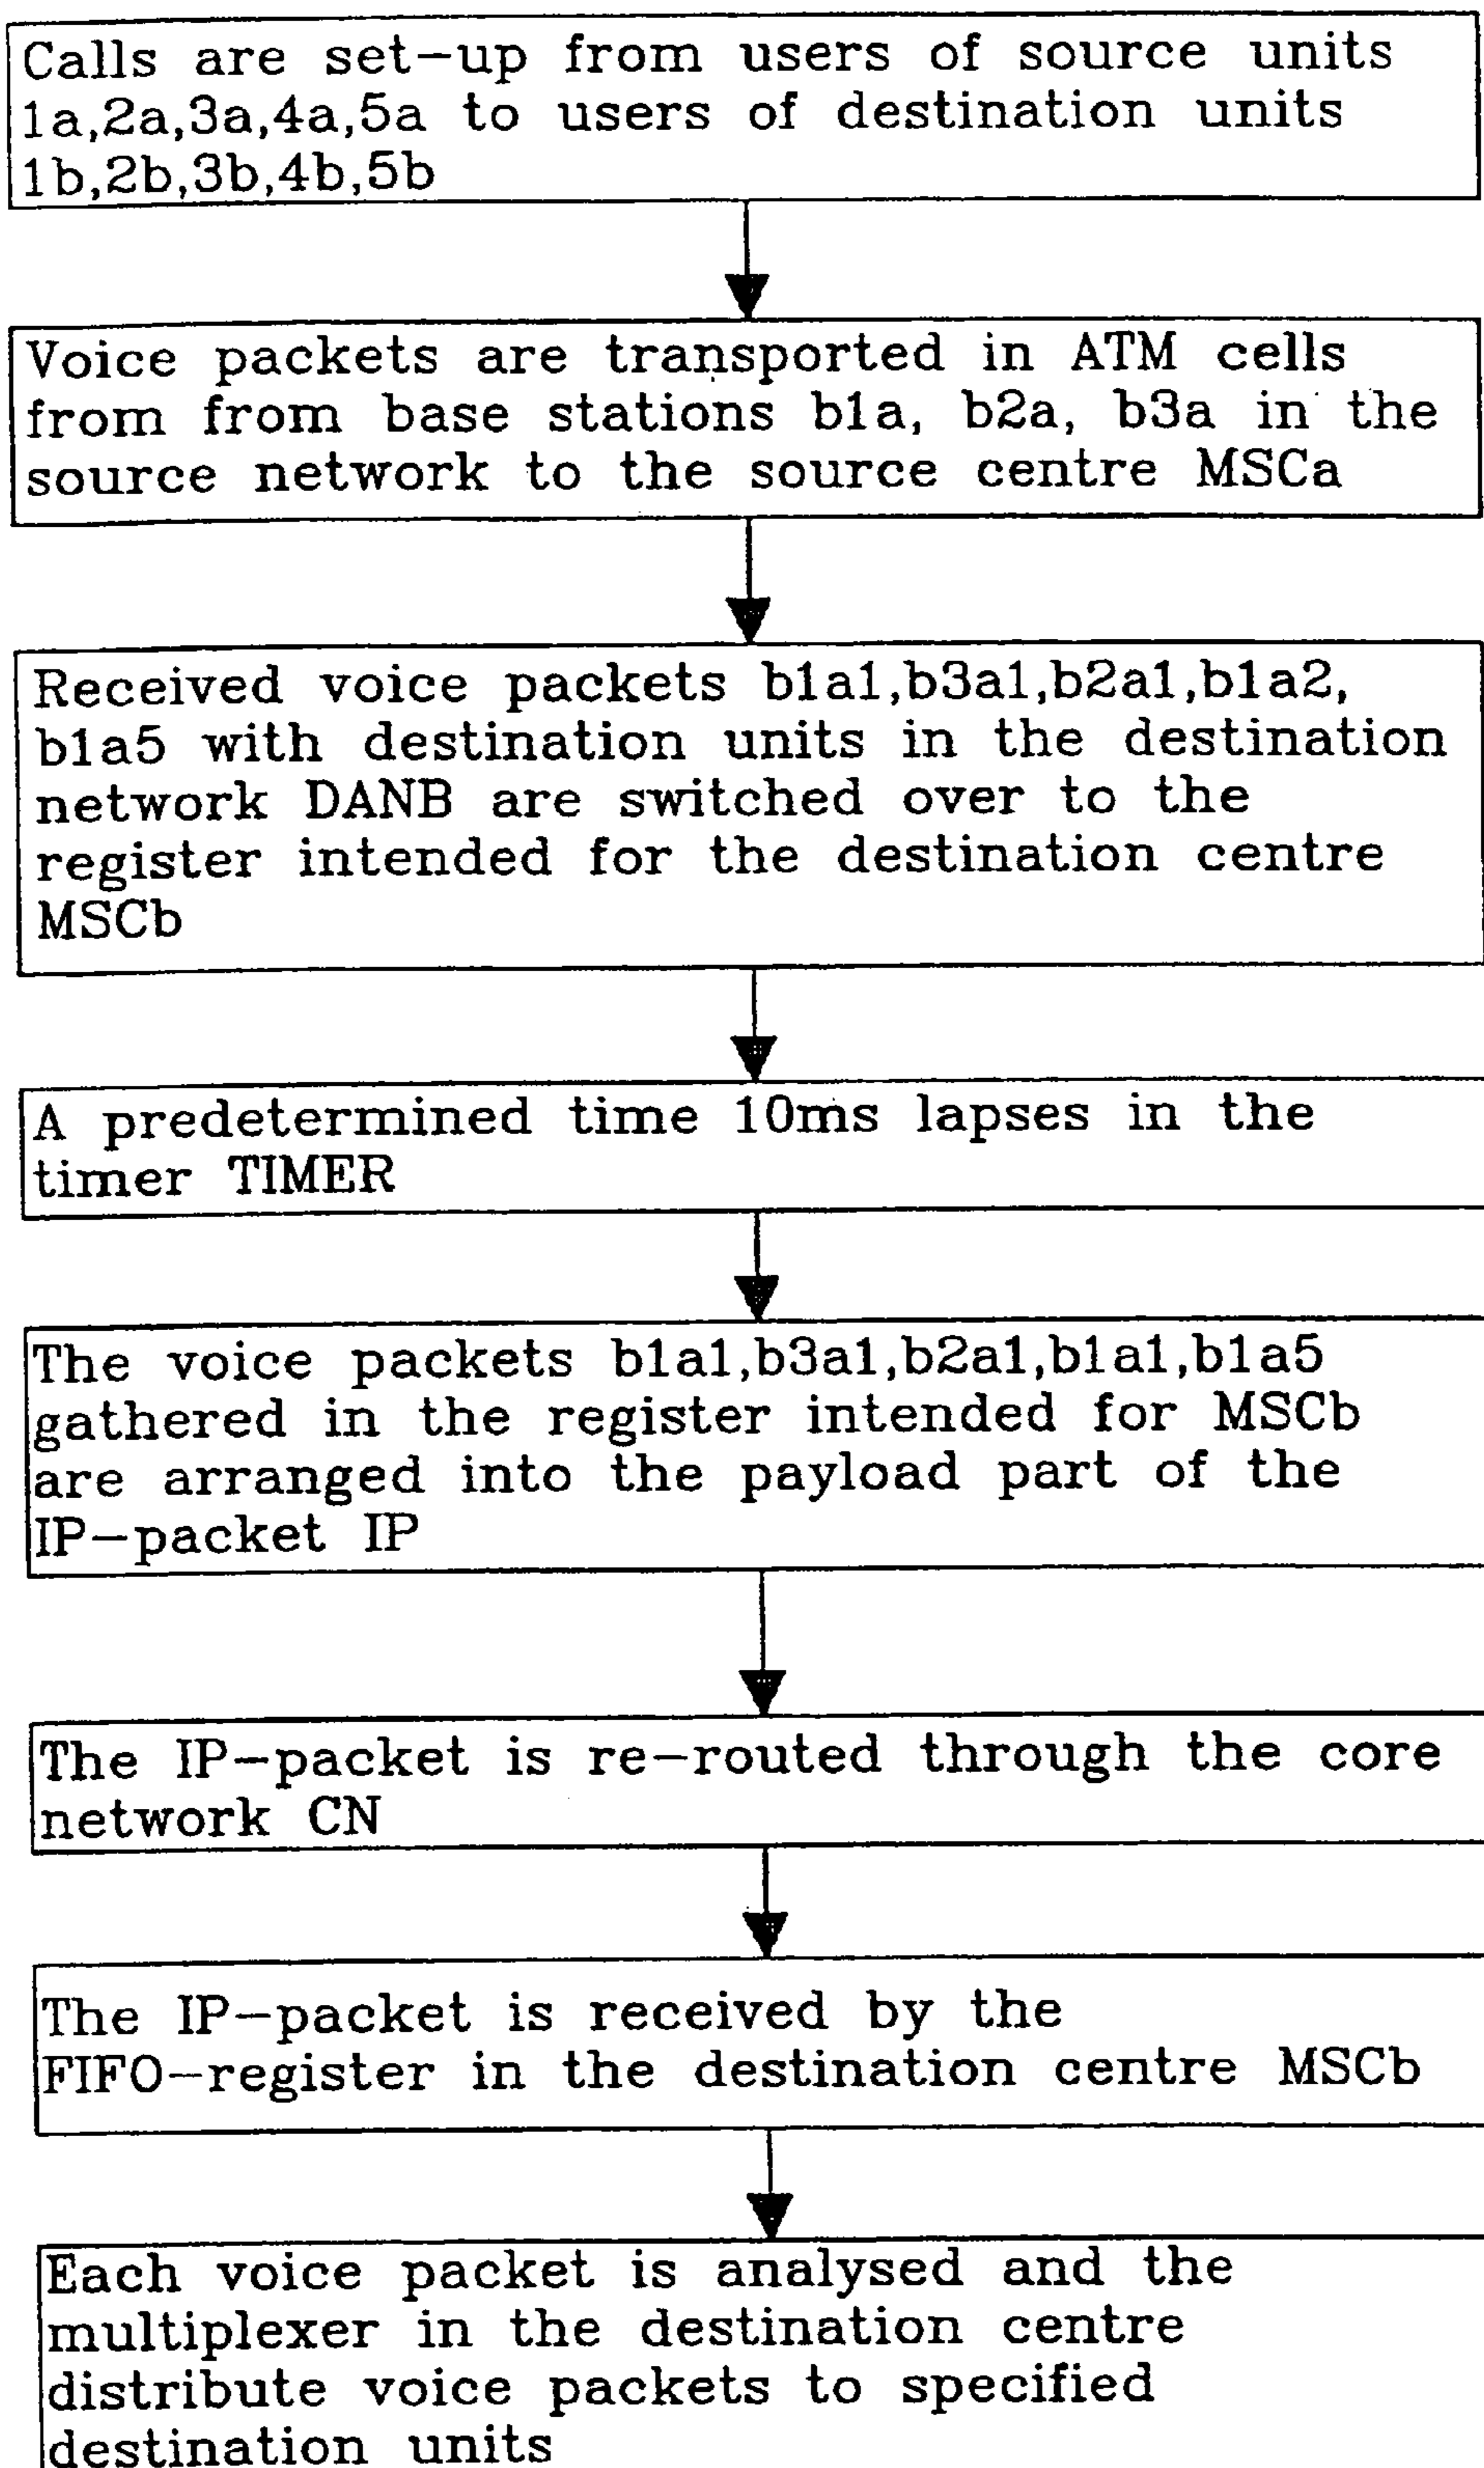 Calls are set-up from users of source units
1a,2a,3a,4a,5a to users of destination units
1b,2b,3b,4b,5b
Voice packets are transported in ATM cells
from from base stations b1a, b2a, b3a in the
source network to the source centre MSCa
Received voice packets b1a1,b3a1,b2a1,b1a2,
b1a5 with destination units in the destination
network DANB are switched over to the
register intended for the destination centre
MSCb
A predetermined time 10ms lapses in the
timer TIMER
The voice packets b1a1,b3a1,b2a1,b1a1,b1a5
gathered in the register intended for MSCb
are arranged into the payload part of the
IP-packet IP
The IP-packet is re-routed through the core
network CN
The IP-packet is received by the
FIFO-register in the destination centre MSCb
Each voice packet is analysed and the
multiplexer in the destination centre
distribute voice packets to specified
destination units